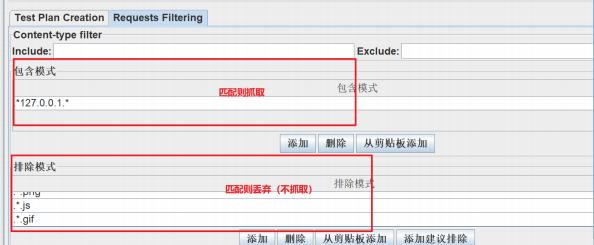 Test Plan Creation Requests Filtering
Content-type filter
Include: Exclude:
包含模式
匹配则抓取
包含模式
.*127.0.0.1.*
添加 删除 从剪贴板添加
排除模式
匹配则丢弃（不抓取）
排除模式
.*.png
.*.js
.*.gif
添加 删除 从剪贴板添加 添加建议排除